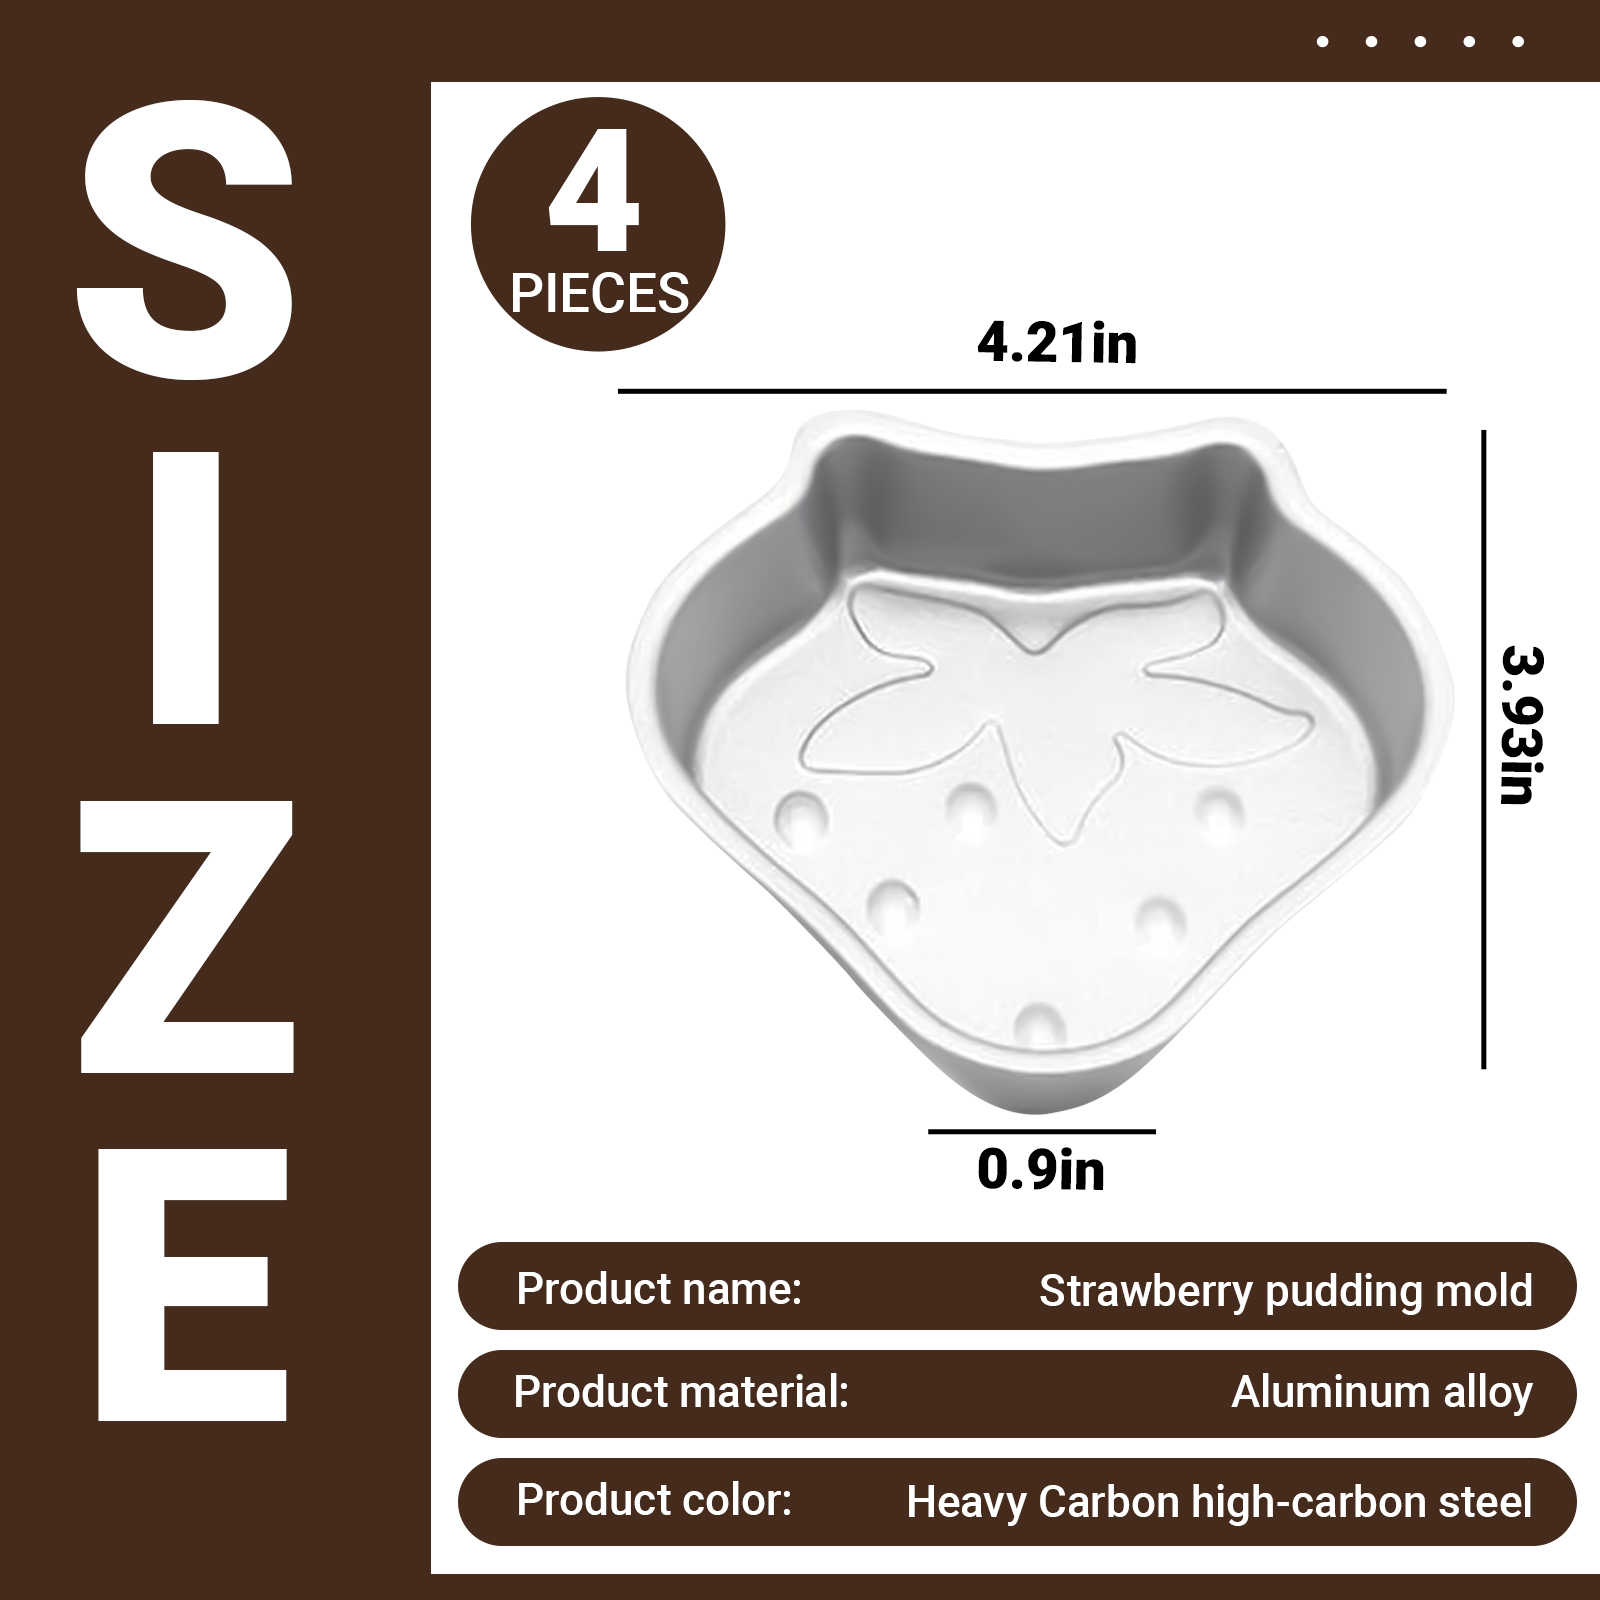 SIZE
4
PIECES
4.21in
3.93in
0.9in
Product name: Strawberry pudding mold
Product material: Aluminum alloy
Product color: Heavy Carbon high-carbon steel